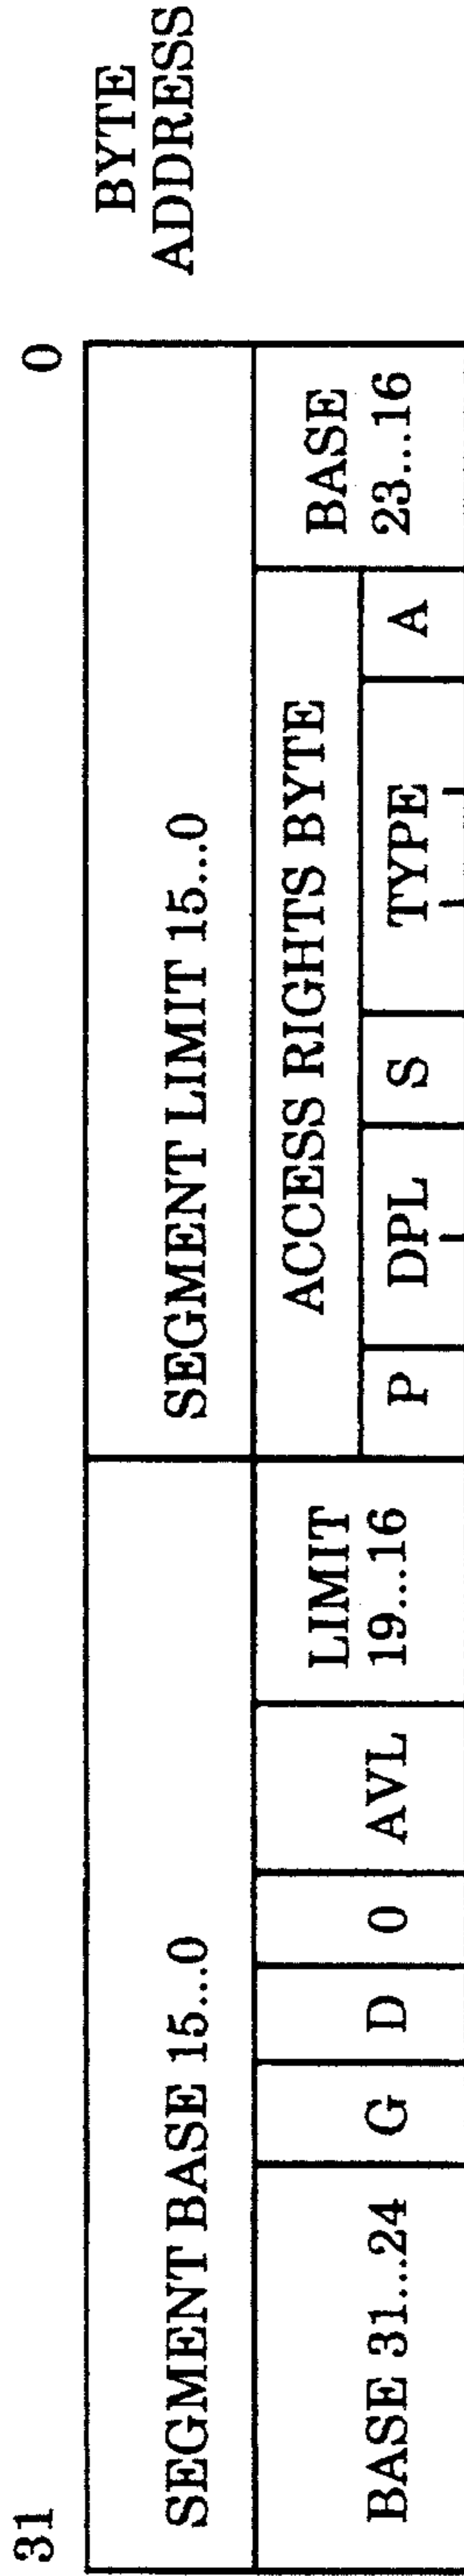 31
0
BYTE
ADDRESS
SEGMENT BASE 15...0
SEGMENT LIMIT 15...0
BASE 31...24
G
D
0
AVL
LIMIT
19...16
ACCESS RIGHTS BYTE
P
DPL
S
TYPE
A
BASE
23...16